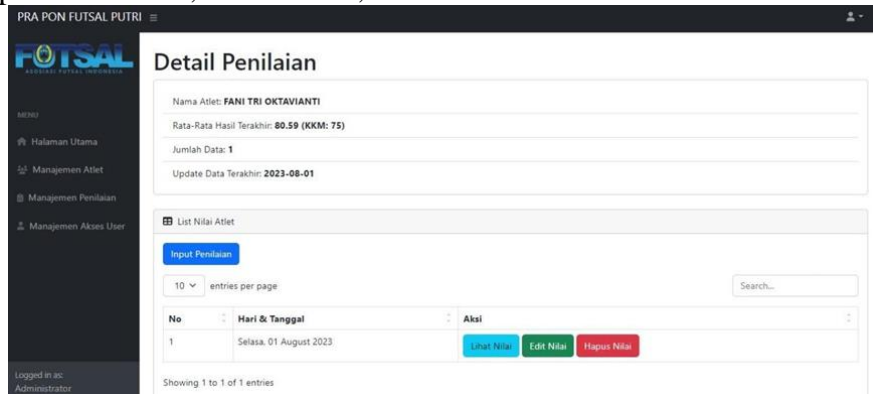 PRA PON FUTSAL PUTRI
FUTSAL
ASOSIASI FUTSAL INDONESIA
MENU
Halaman Utama
Manajemen Atlet
Manajemen Penilaian
Manajemen Akses User
Logged in as:
Administrator
Detail Penilaian
Nama Atlet: FANI TRI OKTAVIANTI
Rata-Rata Hasil Terakhir: 80.59 (KKM: 75)
Jumlah Data: 1
Update Data Terakhir: 2023-08-01
List Nilai Atlet
Input Penilaian
10 entries per page Search...
No Hari & Tanggal Aksi
1 Selasa, 01 August 2023 Lihat Nilai Edit Nilai Hapus Nilai
Showing 1 to 1 of 1 entries